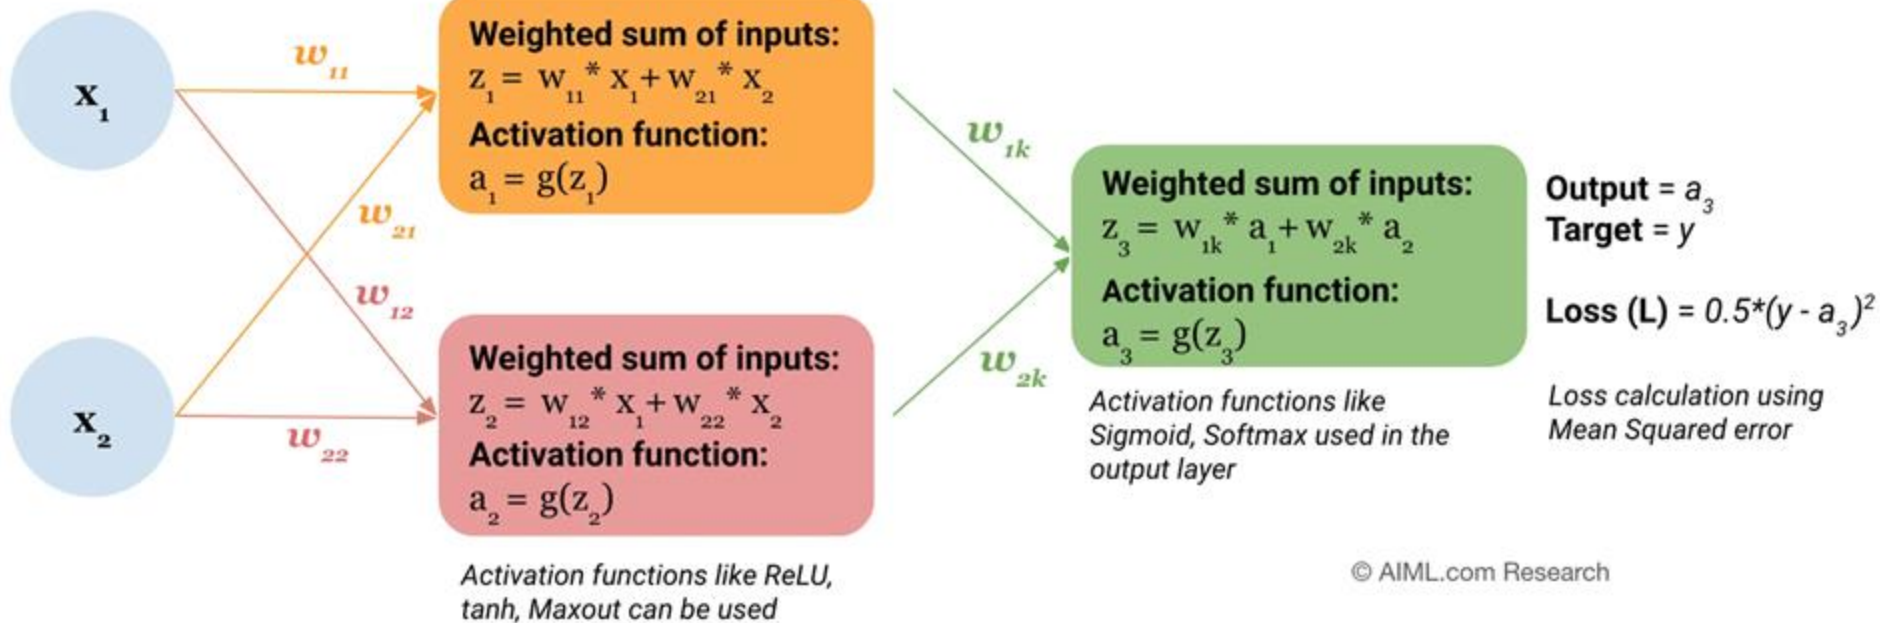 x₁
w₁₁
Weighted sum of inputs:
z₁ = w₁₁* x₁+w₂₁* x₂
Activation function:
a₁ = g(z₁)
w₂₁
w₁₂
x₂
w₂₂
Weighted sum of inputs:
z₂ = w₁₂* x₁+w₂₂* x₂
Activation function:
a₂ = g(z₂)
Activation functions like ReLU,
tanh, Maxout can be used
w₁ₖ
w₂ₖ
Weighted sum of inputs:
z₃ = w₁ₖ* a₁+w₂ₖ* a₂
Activation function:
a₃ = g(z₃)
Activation functions like
Sigmoid, Softmax used in the
output layer
Output = a₃
Target = y
Loss (L) = 0.5*(y - a₃)²
Loss calculation using
Mean Squared error
© AIML.com Research